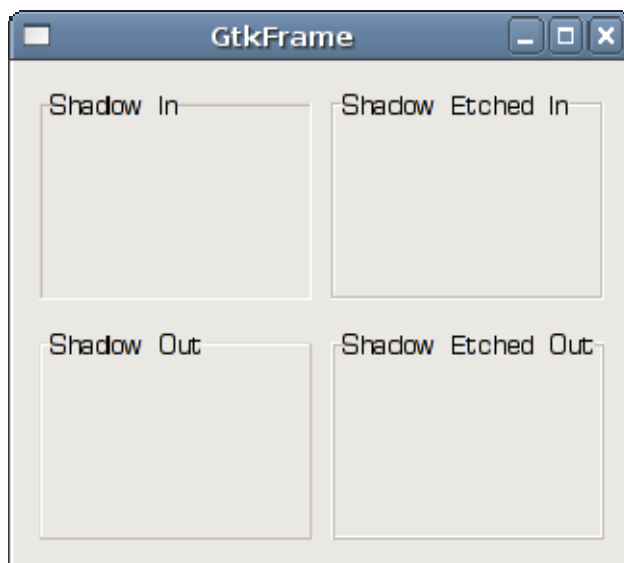 GtkFrame
Shadow In
Shadow Etched In
Shadow Out
Shadow Etched Out